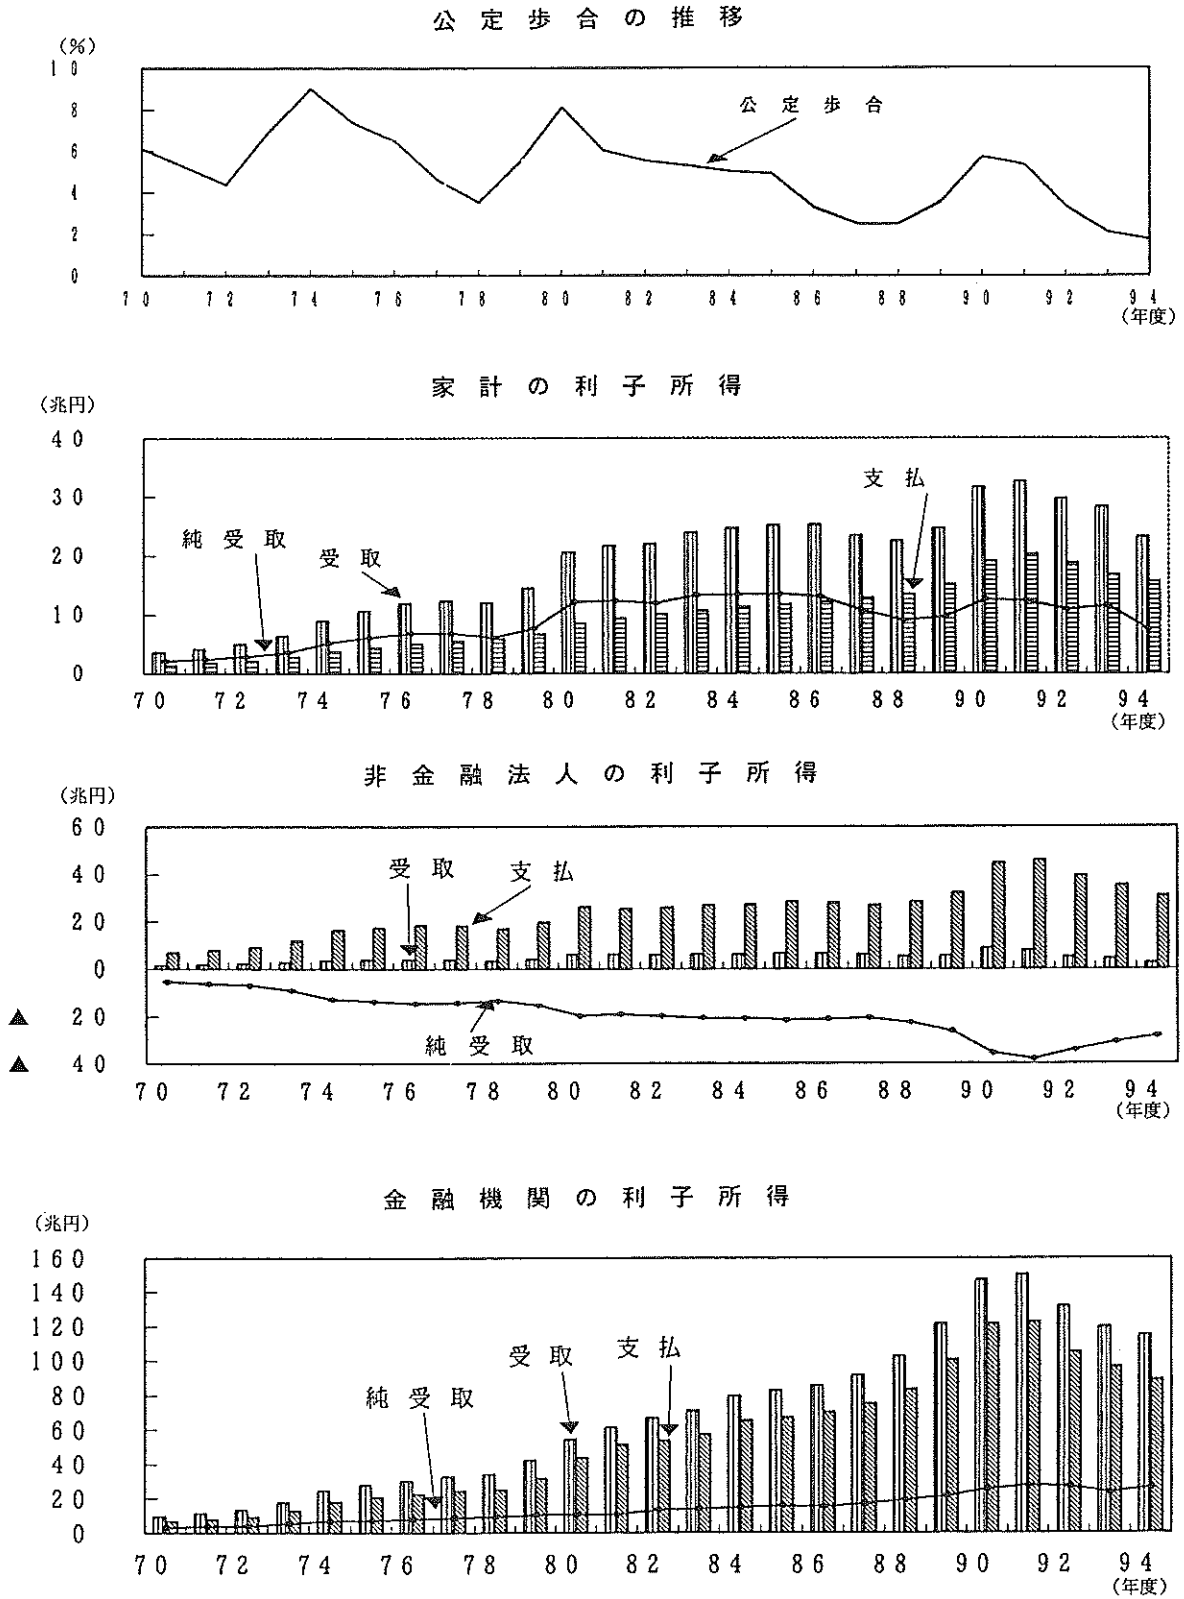 公定歩合の推移
(%)
10
8
6
4
2
0
公定歩合
70 72 74 76 78 80 82 84 86 88 90 92 94
(年度)
家計の利子所得
(兆円)
40
30
20
10
0
純受取
受取
支払
70 72 74 76 78 80 82 84 86 88 90 92 94
(年度)
非金融法人の利子所得
(兆円)
60
40
20
0
▲ 20
▲ 40
受取 支払
純受取
70 72 74 76 78 80 82 84 86 88 90 92 94
(年度)
金融機関の利子所得
(兆円)
160
140
120
100
80
60
40
20
0
純受取
受取
支払
70 72 74 76 78 80 82 84 86 88 90 92 94
(年度)